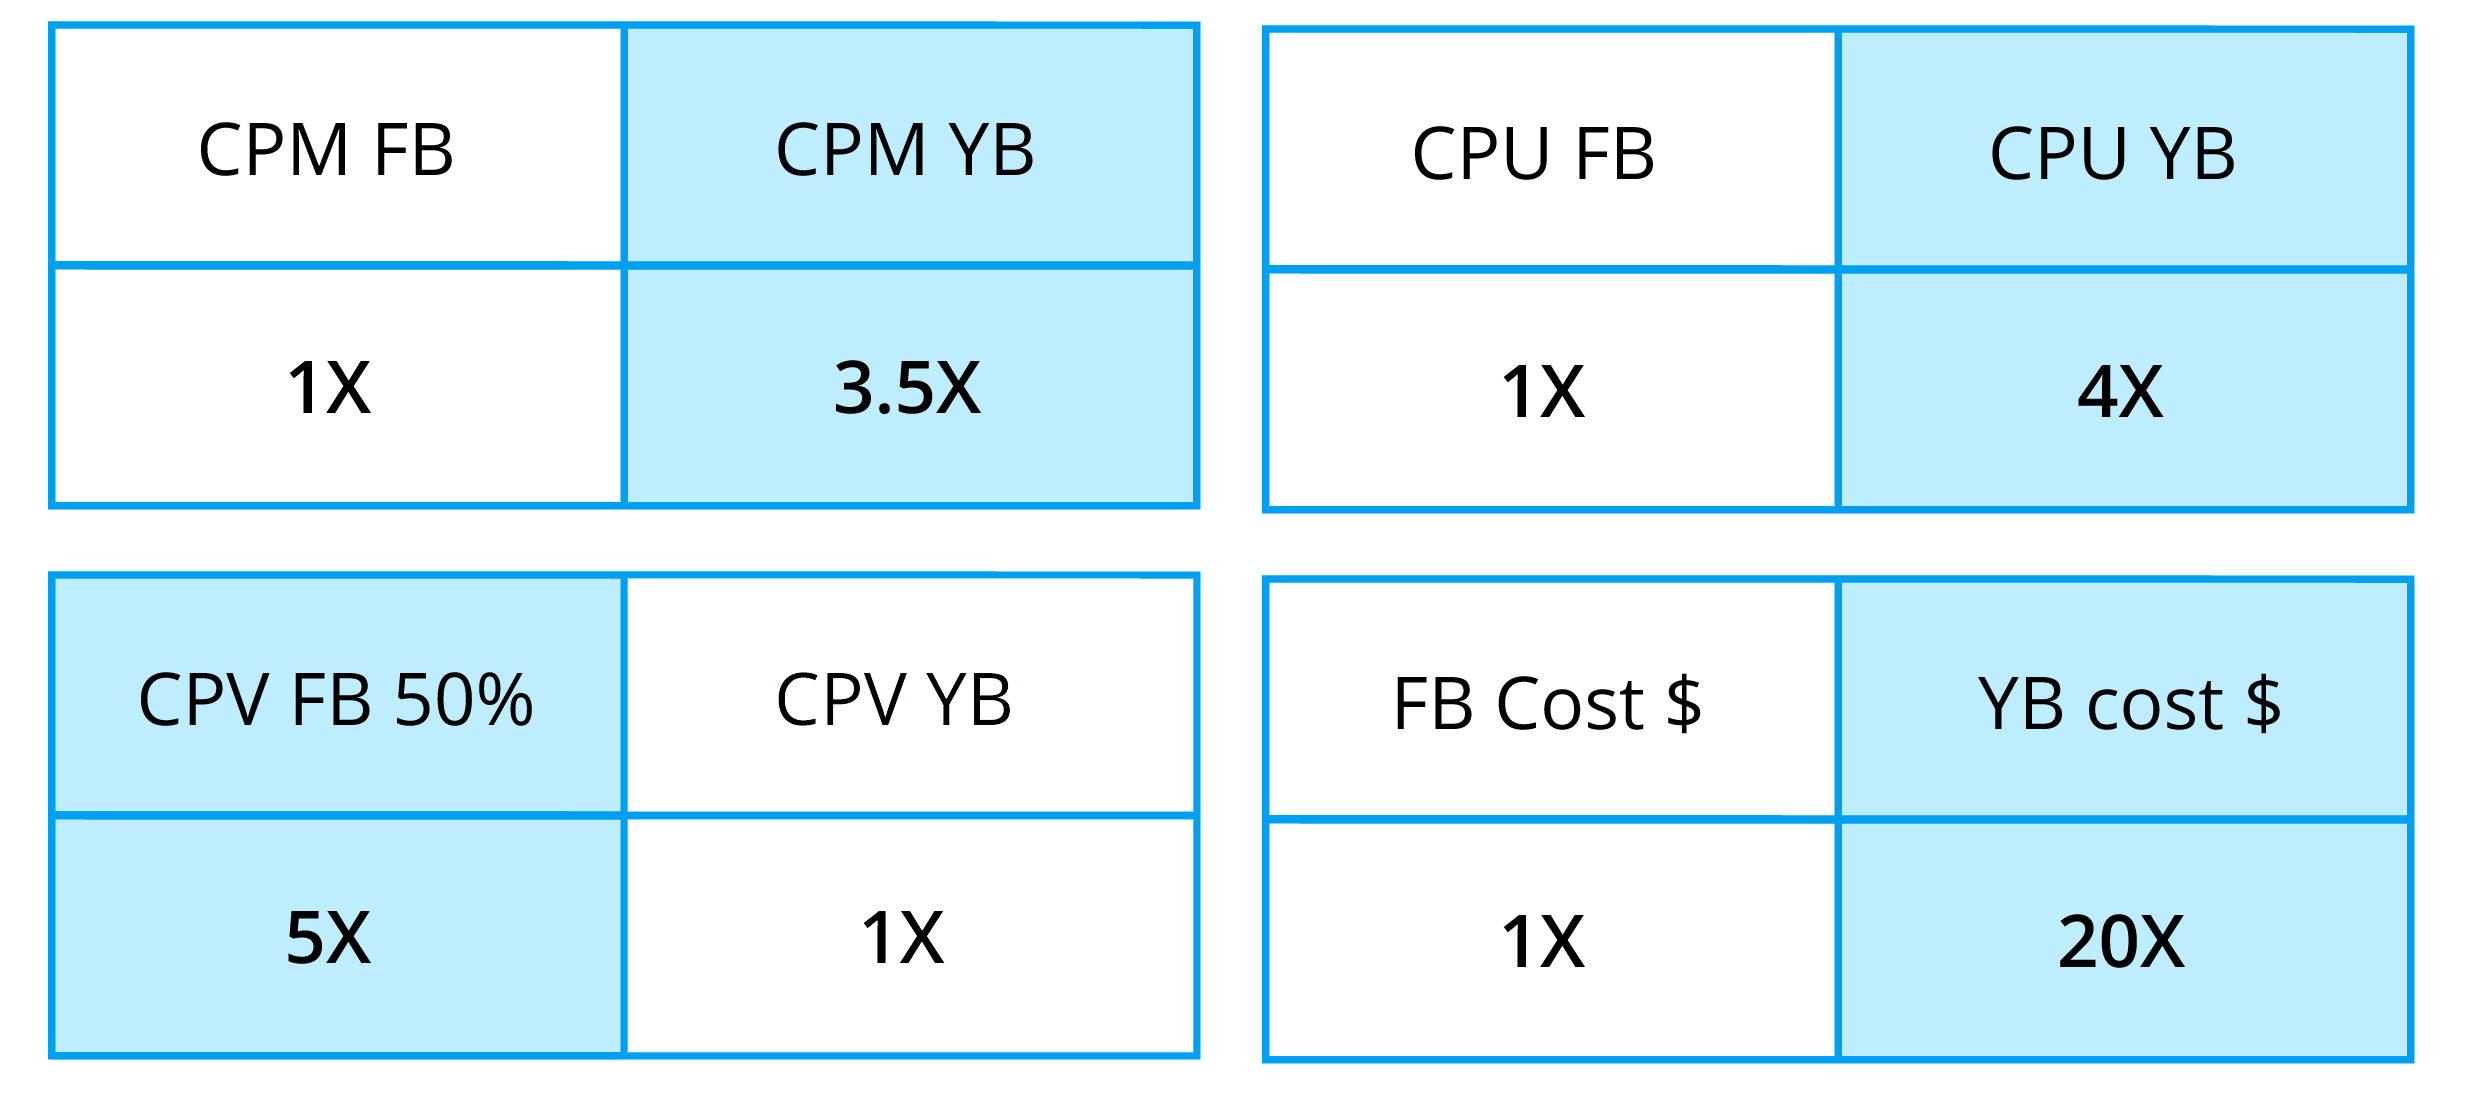 CPM FB CPM YB
1X 3.5X
CPU FB CPU YB
1X 4X
CPV FB 50% CPV YB
5X 1X
FB Cost $ YB cost $
1X 20X